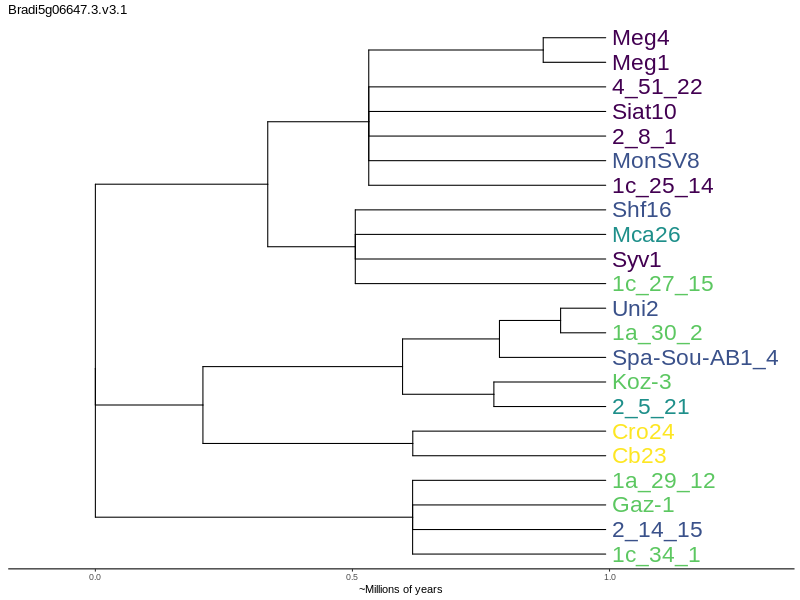 Bradi5g06647.3.v3.1
Meg4
Meg1
4_51_22
Siat10
2_8_1
MonSV8
1c_25_14
Shf16
Mca26
Syv1
1c_27_15
Uni2
1a_30_2
Spa-Sou-AB1_4
Koz-3
2_5_21
Cro24
Cb23
1a_29_12
Gaz-1
2_14_15
1c_34_1
0.0 0.5 1.0
~Millions of years